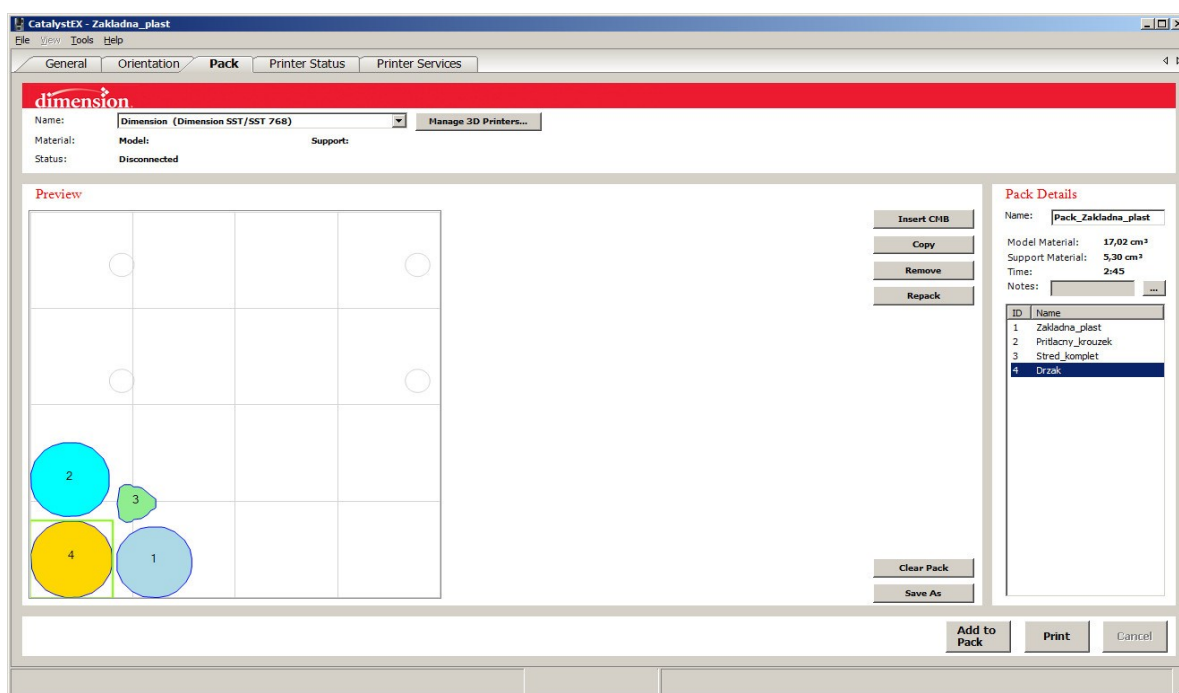 CatalystEX - Zakladna_plast
File View Tools Help
General Orientation Pack Printer Status Printer Services
dimension.
Name: Dimension (Dimension SST/SST 768) Manage 3D Printers...
Material: Model: Support:
Status: Disconnected
Preview
Insert CMB
Copy
Remove
Repack
2
3
4
1
Clear Pack
Save As
Pack Details
Name: Pack_Zakladna_plast
Model Material: 17,02 cm³
Support Material: 5,30 cm³
Time: 2:45
Notes: ...
ID Name
1 Zakladna_plast
2 Pritlacny_krouzek
3 Stred_komplet
4 Drzak
Add to
Pack
Print
Cancel